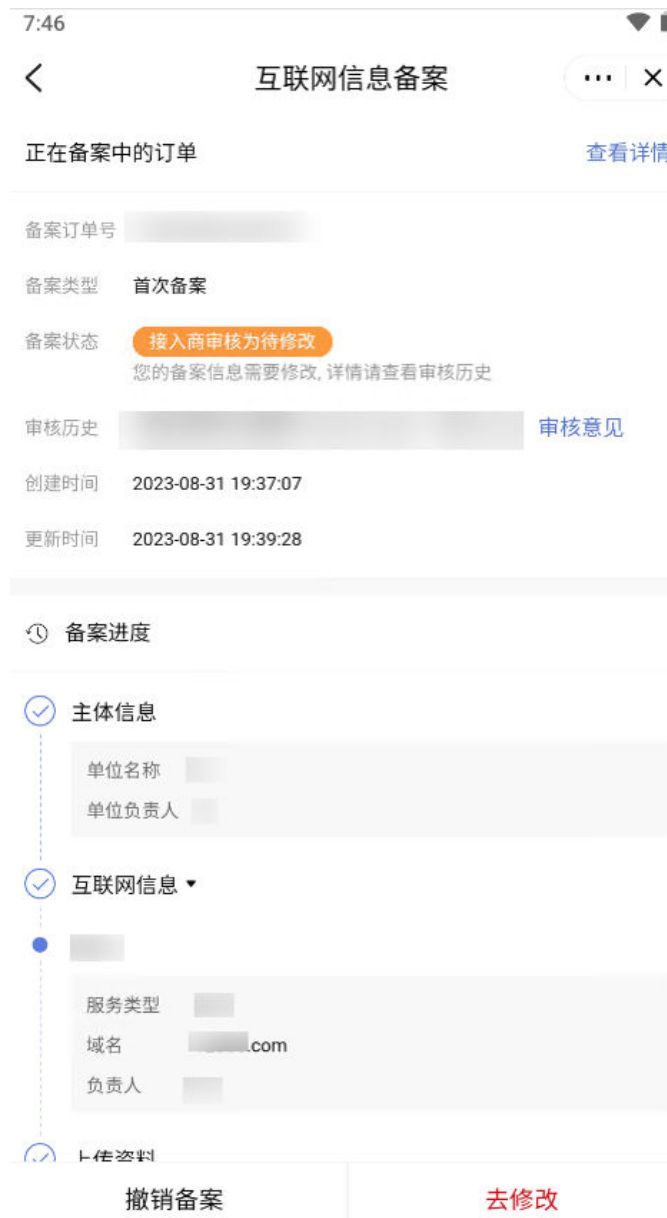 7:46
互联网信息备案
正在备案中的订单 查看详情
备案订单号
备案类型 首次备案
备案状态 接入商审核为待修改
您的备案信息需要修改, 详情请查看审核历史
审核历史 审核意见
创建时间 2023-08-31 19:37:07
更新时间 2023-08-31 19:39:28
备案进度
主体信息
单位名称
单位负责人
互联网信息
服务类型
域名 .com
负责人
上传资料
撤销备案 去修改